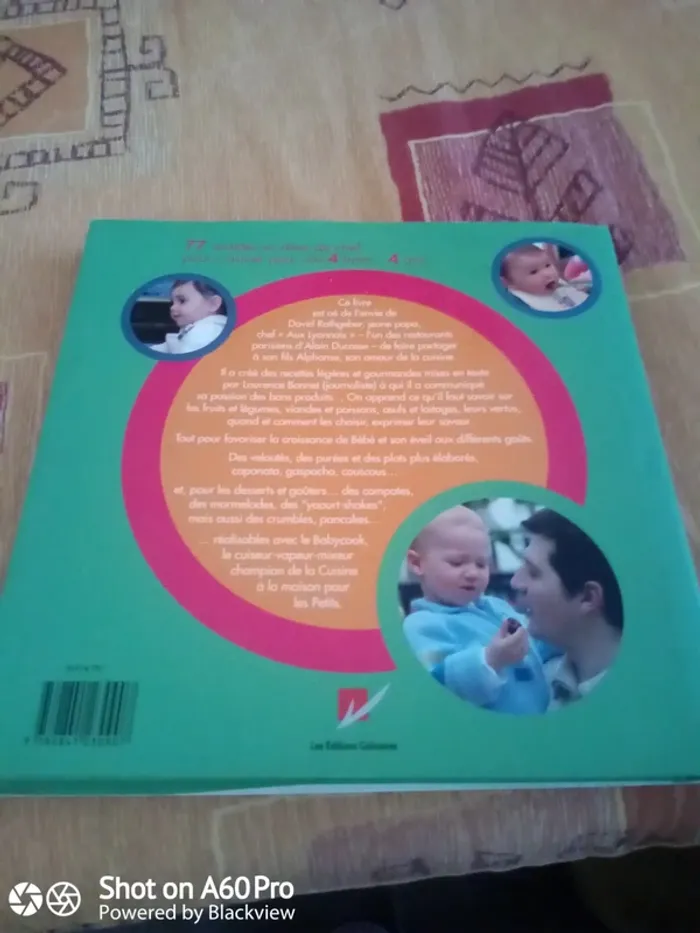 77 recettes
4 4
Ce livre
est né de l'envie de
David Rathgeber, jeune papa,
chef « Aux Lyonnais » – l'un des restaurants
parisiens d'Alain Ducasse – de faire partager
à son fils Alphonse, son amour de la cuisine.
Il a créé des recettes légères et gourmandes mises en texte
par Laurence Bonnet (journaliste) à qui il a communiqué
sa passion des bons produits... On apprend ce qu'il faut savoir sur
les fruits et légumes, viandes et poissons, œufs et laitages, leurs vertus,
quand et comment les choisir, exprimer leur saveur.
Tout pour favoriser la croissance de Bébé et son éveil aux différents goûts.
Des veloutés, des purées et des plats plus élaborés,
caponata, gaspacho, couscous...
et, pour les desserts et goûters... des compotes,
des marmelades, des "yaourt-shakes",
mais aussi des crumbles, pancakes...
... réalisables avec le Babycook,
le cuiseur-vapeur-mixeur
champion de la Cuisine
à la maison pour
les Petits.
Les Éditions
Shot on A60Pro
Powered by Blackview